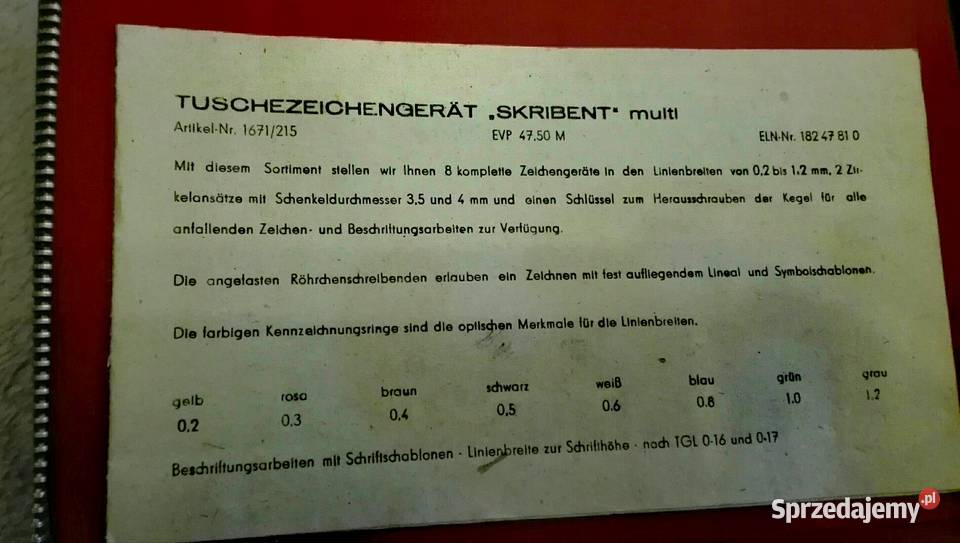 TUSCHEZEICHENGERÄT „SKRIBENT" multi
Artikel-Nr. 1671/215 EVP 47,50 M ELN-Nr. 182 47 81 0
Mit diesem Sortiment stellen wir Ihnen 8 komplette Zeichengeräte in den Linienbreiten von 0,2 bis 1,2 mm, 2 Zir-
kelansätze mit Schenkeldurchmesser 3,5 und 4 mm und einen Schlüssel zum Herausschrauben der Kegel für alle
anfallenden Zeichen- und Beschriftungsarbeiten zur Verfügung.
Die angelasten Röhrchenschreibenden erlauben ein Zeichnen mit fest aufliegendem Lineal und Symbolschablonen.
Die farbigen Kennzeichnungsringe sind die optischen Merkmale für die Linienbreiten.
gelb rosa braun schwarz weiß blau grün grau
0,2 0,3 0,4 0,5 0,6 0,8 1,0 1,2
Beschriftungsarbeiten mit Schriftschablonen - Linienbreite zur Schrifthöhe - nach TGL 0-16 und 0-17
Sprzedajemy.pl